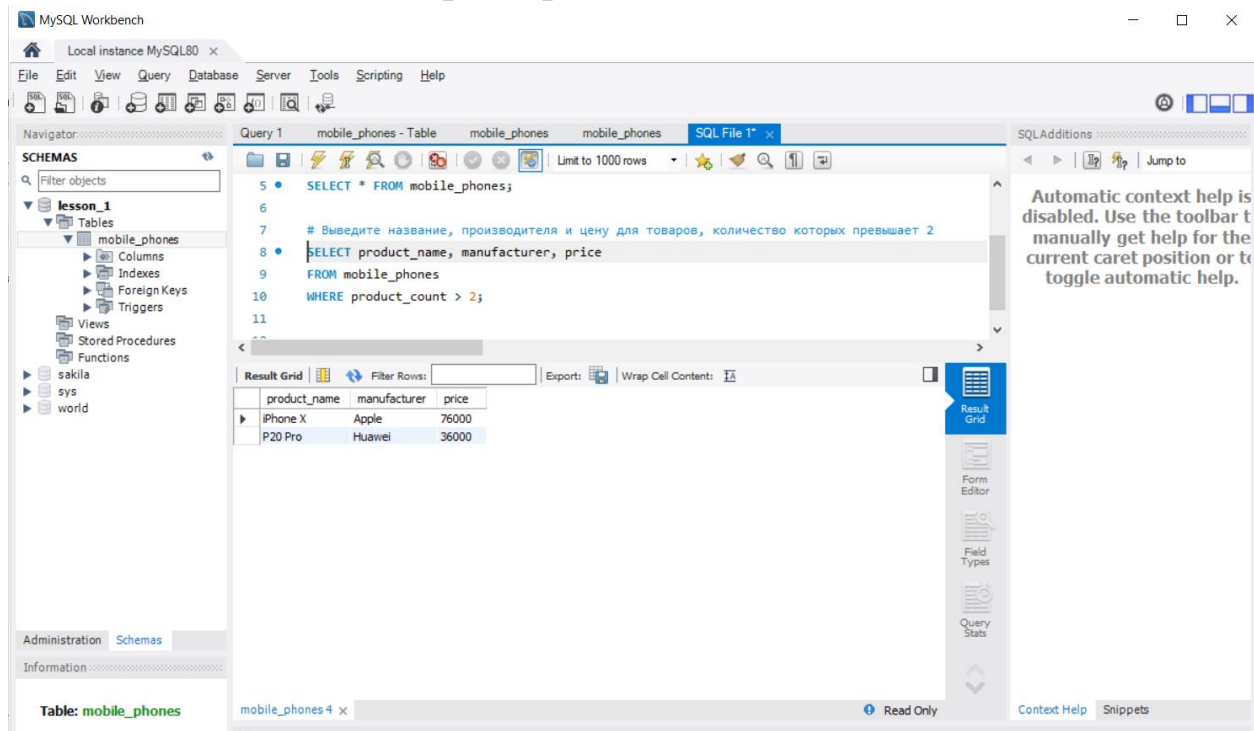 MySQL Workbench
Local instance MySQL80
File Edit View Query Database Server Tools Scripting Help
Navigator
SCHEMAS
Filter objects
lesson_1
Tables
mobile_phones
Columns
Indexes
Foreign Keys
Triggers
Views
Stored Procedures
Functions
sakila
sys
world
Administration Schemas
Information
Table: mobile_phones
Query 1 mobile_phones - Table mobile_phones mobile_phones SQL File 1*
Limit to 1000 rows
5 SELECT * FROM mobile_phones;
6
7 # Выведите название, производителя и цену для товаров, количество которых превышает 2
8 SELECT product_name, manufacturer, price
9 FROM mobile_phones
10 WHERE product_count > 2;
11
Result Grid Filter Rows: Export: Wrap Cell Content:
product_name manufacturer price
iPhone X Apple 76000
P20 Pro Huawei 36000
Result
Grid
Form
Editor
Field
Types
Query
Stats
mobile_phones 4 Read Only
SQLAdditions
Jump to
Automatic context help is
disabled. Use the toolbar t
manually get help for the
current caret position or to
toggle automatic help.
Context Help Snippets